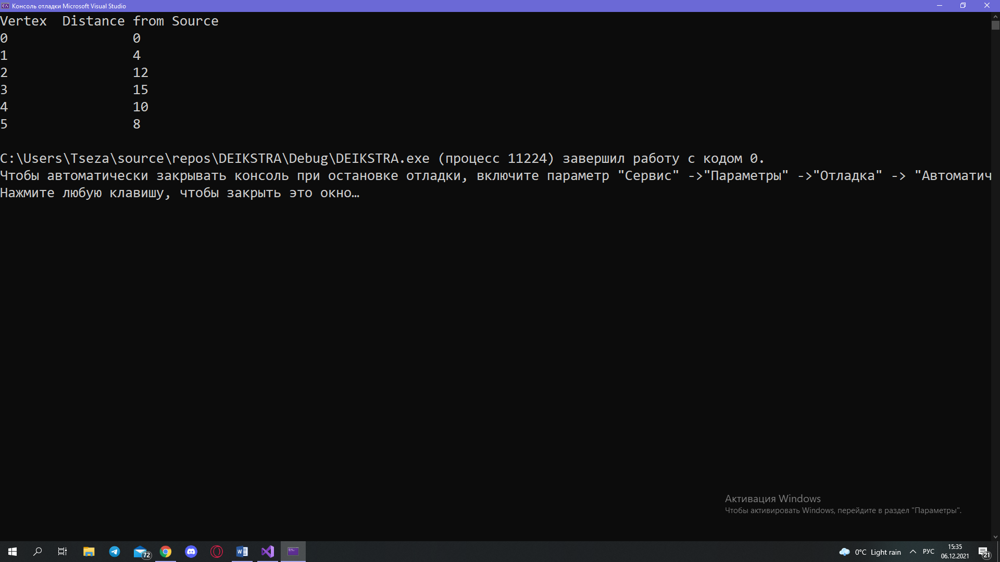 Консоль отладки Microsoft Visual Studio
Vertex Distance from Source
0 0
1 4
2 12
3 15
4 10
5 8
C:\Users\Tseza\source\repos\DEIKSTRA\Debug\DEIKSTRA.exe (процесс 11224) завершил работу с кодом 0.
Чтобы автоматически закрывать консоль при остановке отладки, включите параметр "Сервис" ->"Параметры" ->"Отладка" -> "Автоматич
Нажмите любую клавишу, чтобы закрыть это окно…
Активация Windows
Чтобы активировать Windows, перейдите в раздел "Параметры".
72
0°C Light rain
РУС
15:35
06.12.2021
21